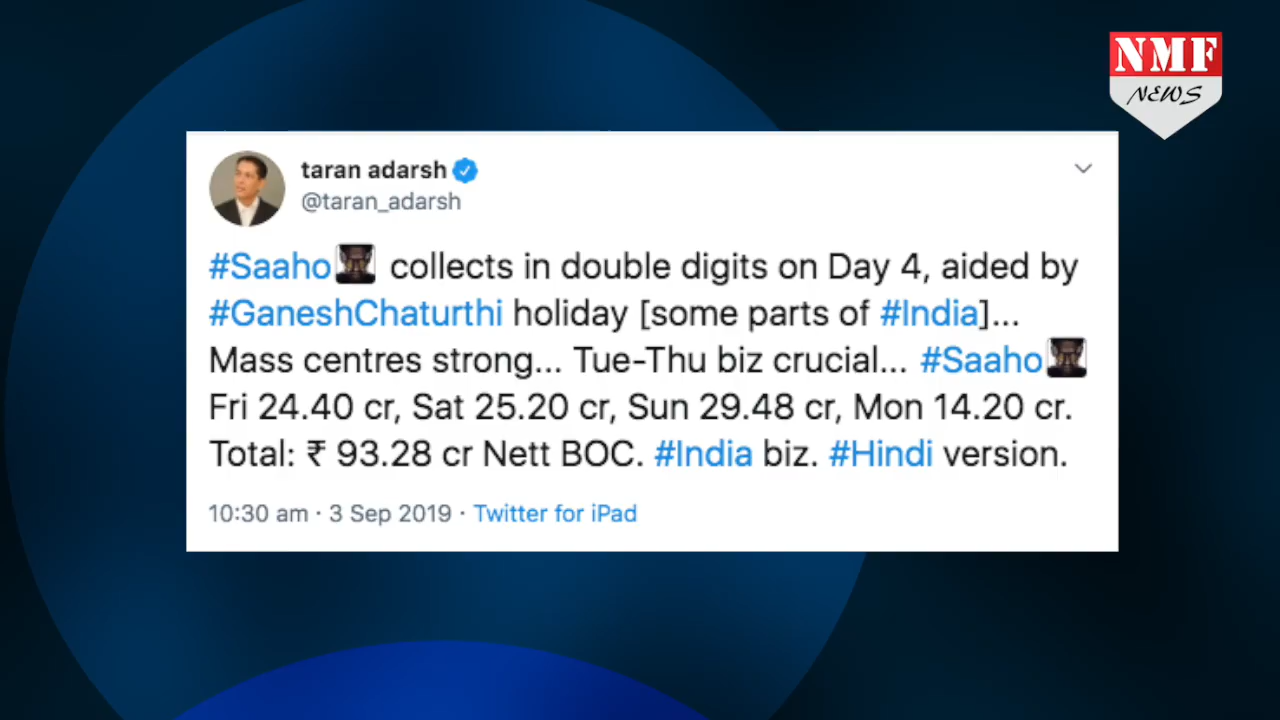 NMF
NEWS
taran adarsh
@taran_adarsh
#Saaho collects in double digits on Day 4, aided by
#GaneshChaturthi holiday [some parts of #India]...
Mass centres strong... Tue-Thu biz crucial... #Saaho
Fri 24.40 cr, Sat 25.20 cr, Sun 29.48 cr, Mon 14.20 cr.
Total: ₹ 93.28 cr Nett BOC. #India biz. #Hindi version.
10:30 am · 3 Sep 2019 · Twitter for iPad